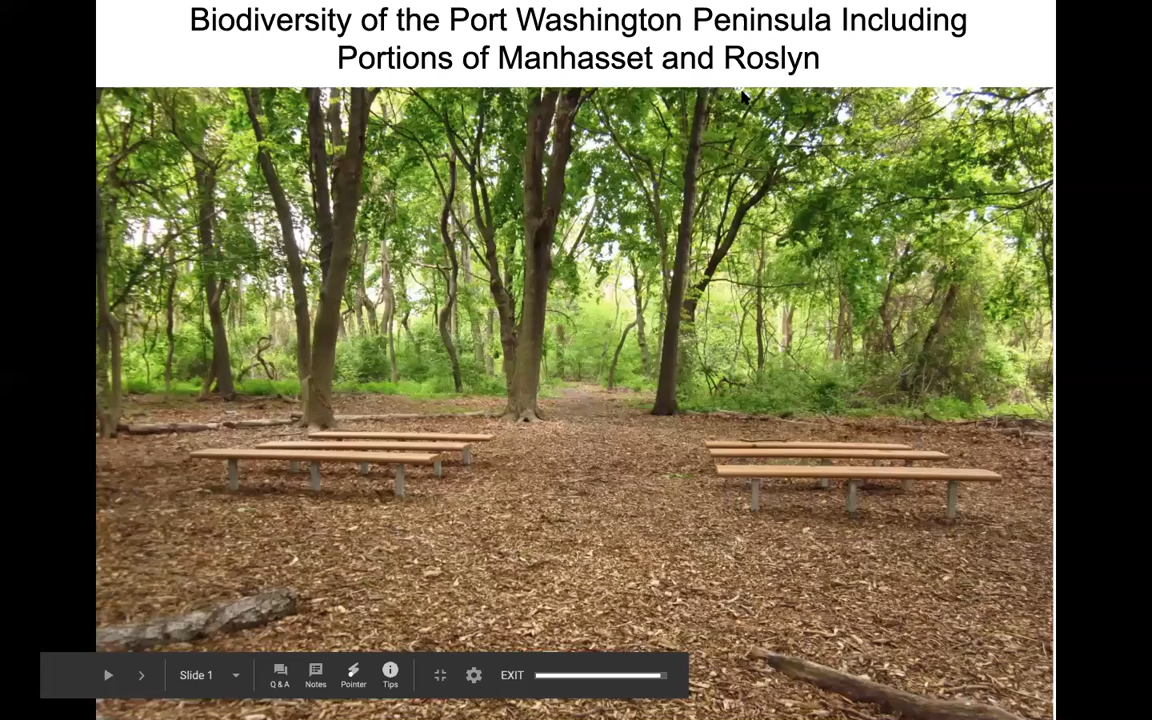 Biodiversity of the Port Washington Peninsula Including
Portions of Manhasset and Roslyn
Slide 1
Q & A
Notes
Pointer
Tips
EXIT